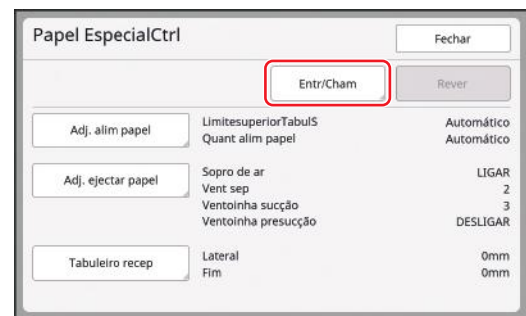 Papel EspecialCtrl
Fechar
Entr/Cham
Rever
Adj. alim papel
LimitesuperiorTabulS Automático
Quant alim papel Automático
Adj. ejectar papel
Sopro de ar LIGAR
Vent sep 2
Ventoinha sucção 3
Ventoinha presucção DESLIGAR
Tabuleiro recep
Lateral 0mm
Fim 0mm